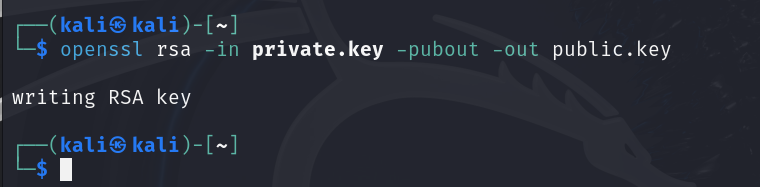 ┌──(kali㉿kali)-[~]
└─$ openssl rsa -in private.key -pubout -out public.key
writing RSA key
┌──(kali㉿kali)-[~]
└─$